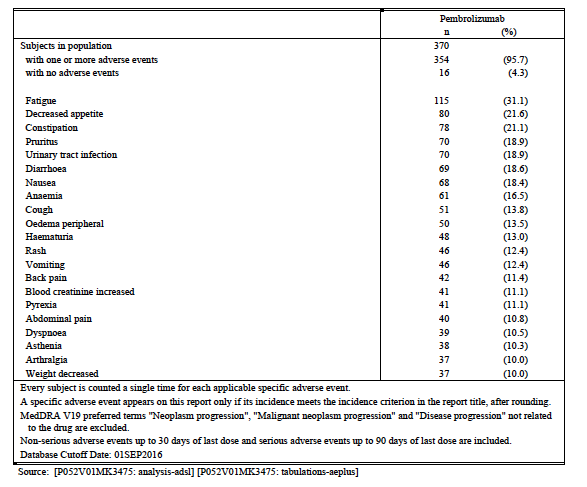 Pembrolizumab
n (%)
Subjects in population 370
with one or more adverse events 354 (95.7)
with no adverse events 16 (4.3)
Fatigue 115 (31.1)
Decreased appetite 80 (21.6)
Constipation 78 (21.1)
Pruritus 70 (18.9)
Urinary tract infection 70 (18.9)
Diarrhoea 69 (18.6)
Nausea 68 (18.4)
Anaemia 61 (16.5)
Cough 51 (13.8)
Oedema peripheral 50 (13.5)
Haematuria 48 (13.0)
Rash 46 (12.4)
Vomiting 46 (12.4)
Back pain 42 (11.4)
Blood creatinine increased 41 (11.1)
Pyrexia 41 (11.1)
Abdominal pain 40 (10.8)
Dyspnoea 39 (10.5)
Asthenia 38 (10.3)
Arthralgia 37 (10.0)
Weight decreased 37 (10.0)
Every subject is counted a single time for each applicable specific adverse event.
A specific adverse event appears on this report only if its incidence meets the incidence criterion in the report title, after rounding.
MedDRA V19 preferred terms "Neoplasm progression", "Malignant neoplasm progression" and "Disease progression" not related
to the drug are excluded.
Non-serious adverse events up to 30 days of last dose and serious adverse events up to 90 days of last dose are included.
Database Cutoff Date: 01SEP2016
Source: [P052V01MK3475: analysis-adsl] [P052V01MK3475: tabulations-aeplus]